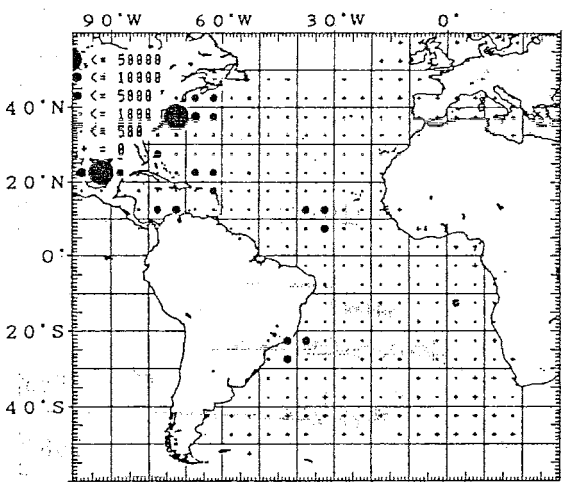 90°W 60°W 30°W 0°
<= 50000
<= 10000
<= 5000
<= 1000
<= 500
+ = 0
40°N
20°N
0°
20°S
40°S